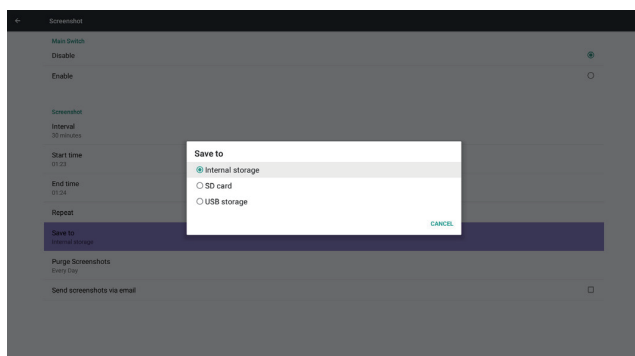 Screenshot
Main Switch
Disable
Enable
Screenshot
Interval
30 minutes
Start time
01:23
End time
01:24
Repeat
Save to
Internal storage
Purge Screenshots
Every Day
Send screenshots via email
Save to
Internal storage
SD card
USB storage
CANCEL